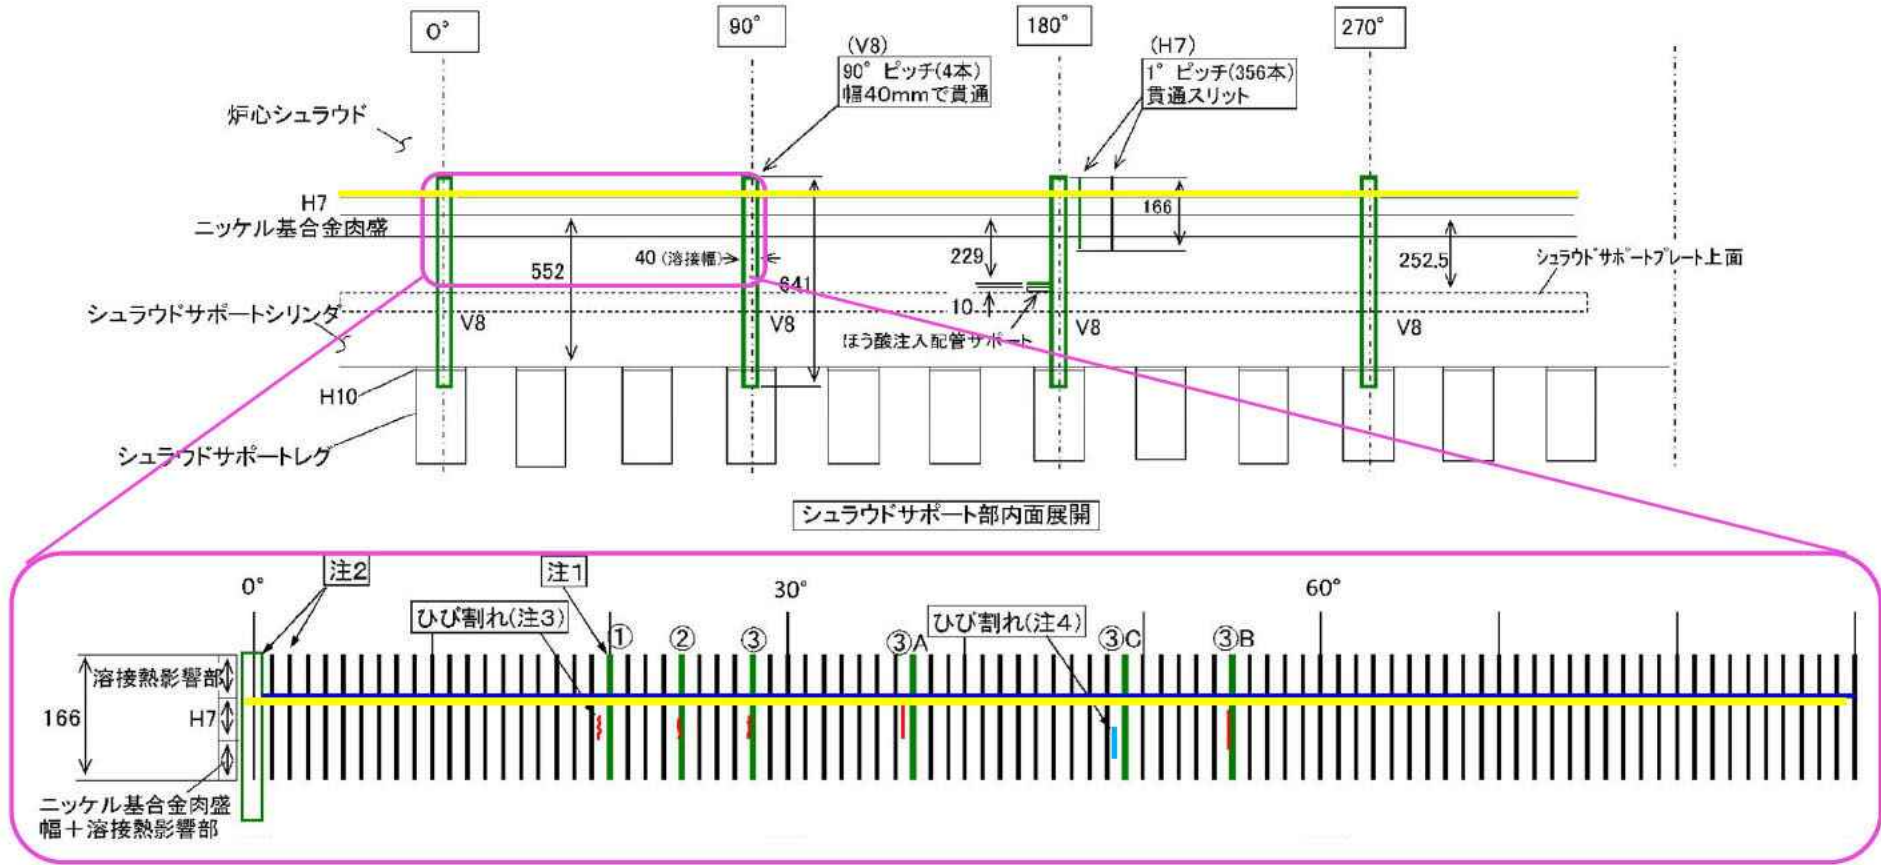 0°
90°
180°
270°
(V8)
90°ピッチ(4本)
幅40mmで貫通
(H7)
1°ピッチ(356本)
貫通スリット
炉心シュラウド
H7
ニッケル基合金肉盛
166
552
40(溶接幅)
641
229
252.5
シュラウドサポートプレート上面
10
シュラウドサポートシリンダ
V8
V8
V8
V8
ほう酸注入配管サポート
H10
シュラウドサポートレグ
シュラウドサポート部内面展開
注2
注1
0°
30°
60°
ひび割れ(注3)
ひび割れ(注4)
①
②
③
③A
③C
③B
溶接熱影響部
166
H7
ニッケル基合金肉盛
幅+溶接熱影響部